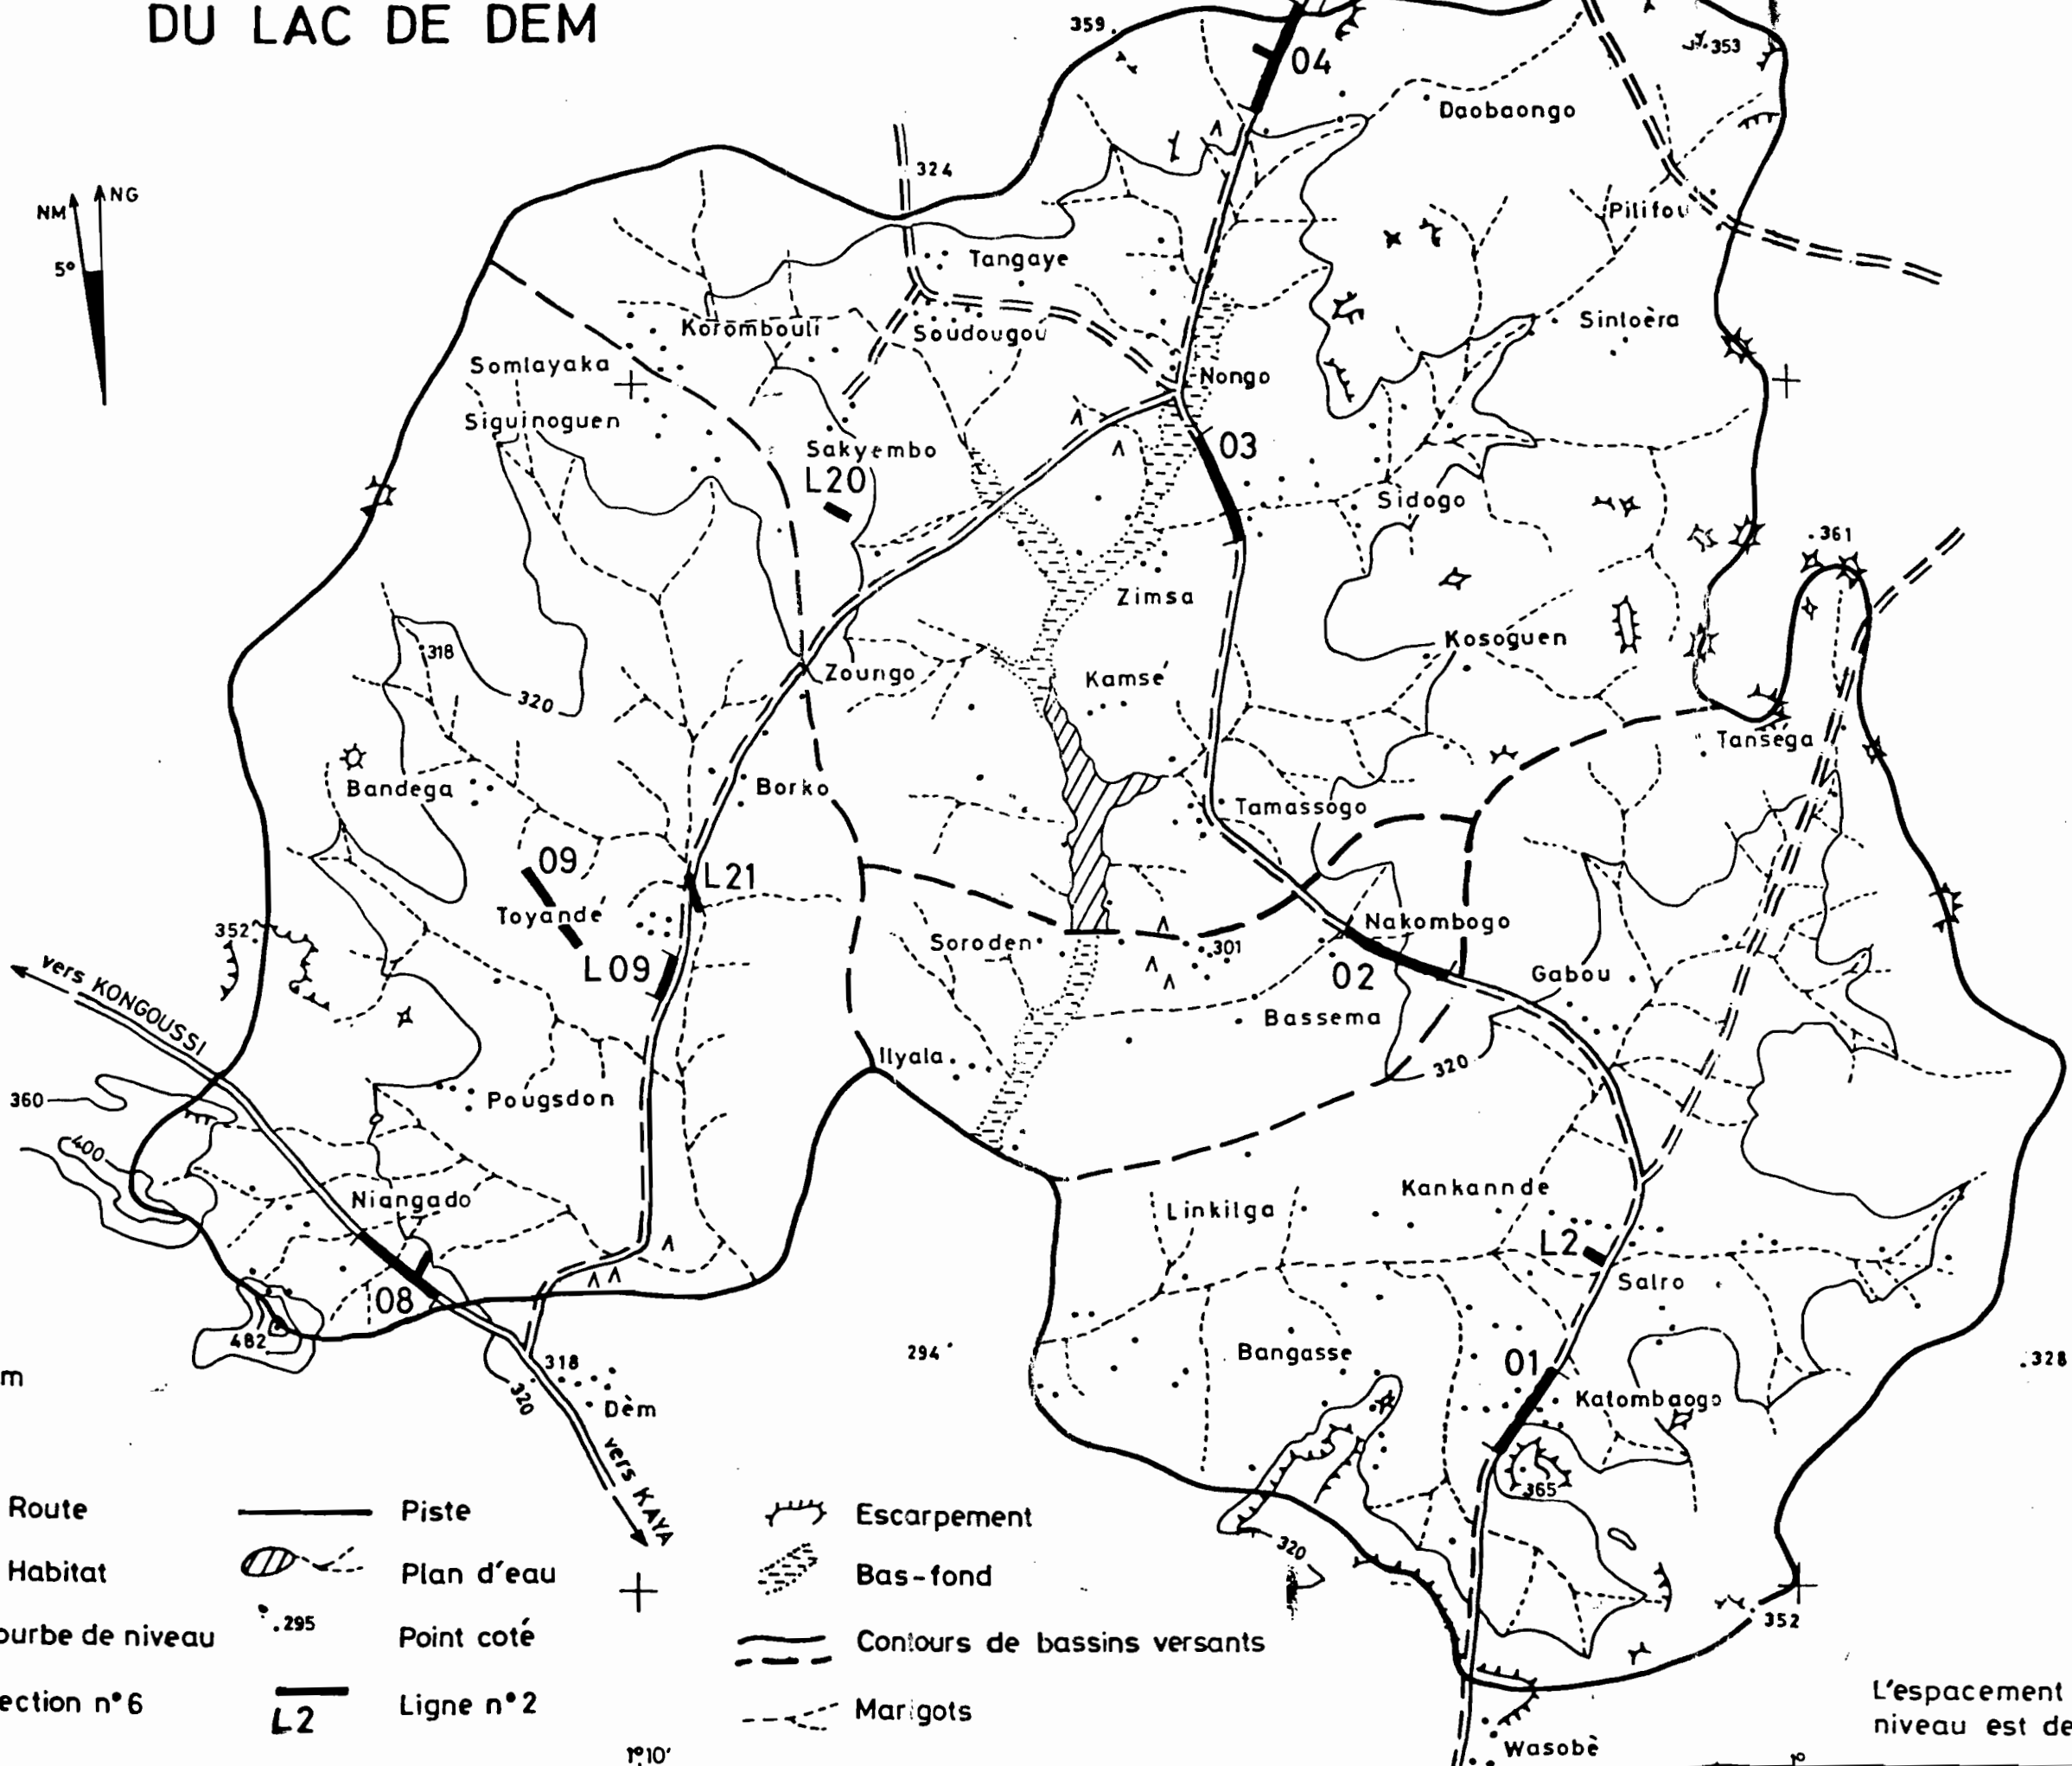 DU LAC DE DEM
359
04
353
Daobaongo
324
NM
NG
5°
Pilifou
Tangaye
Korombouli
Soudougou
Sintoèra
Somlayaka
Nongo
Siguinoguen
Sakyembo
03
L20
Sidogo
361
Zimsa
318
Kosoguen
Zoungo
Kamsé
320
Tansega
Bandega
Borko
Tamassogo
09
L21
Toyande
352
Nakombogo
Soroden
301
L09
02
Gabou
vers KONGOUSSI
Bassema
Ilyala
320
360
Pougsdon
400
Niangado
Kankannde
Linkilga
L2
Salro
08
482
294
Bangasse
01
318
328
m
320
Dèm
Katombaogo
vers KAYA
365
Route
Piste
Escarpement
320
Habitat
Plan d'eau
Bas-fond
352
ourbe de niveau
.295
Point coté
Contours de bassins versants
ection n°6
L2
Ligne n°2
Marigots
L'espacement
niveau est de
Wasobè
1°10'
1°